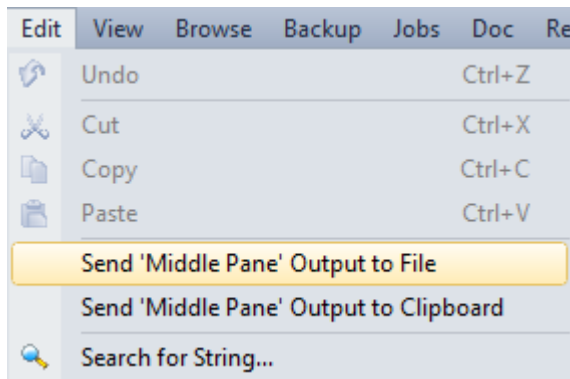 Edit View Browse Backup Jobs Doc Re
Undo Ctrl+Z
Cut Ctrl+X
Copy Ctrl+C
Paste Ctrl+V
Send 'Middle Pane' Output to File
Send 'Middle Pane' Output to Clipboard
Search for String...